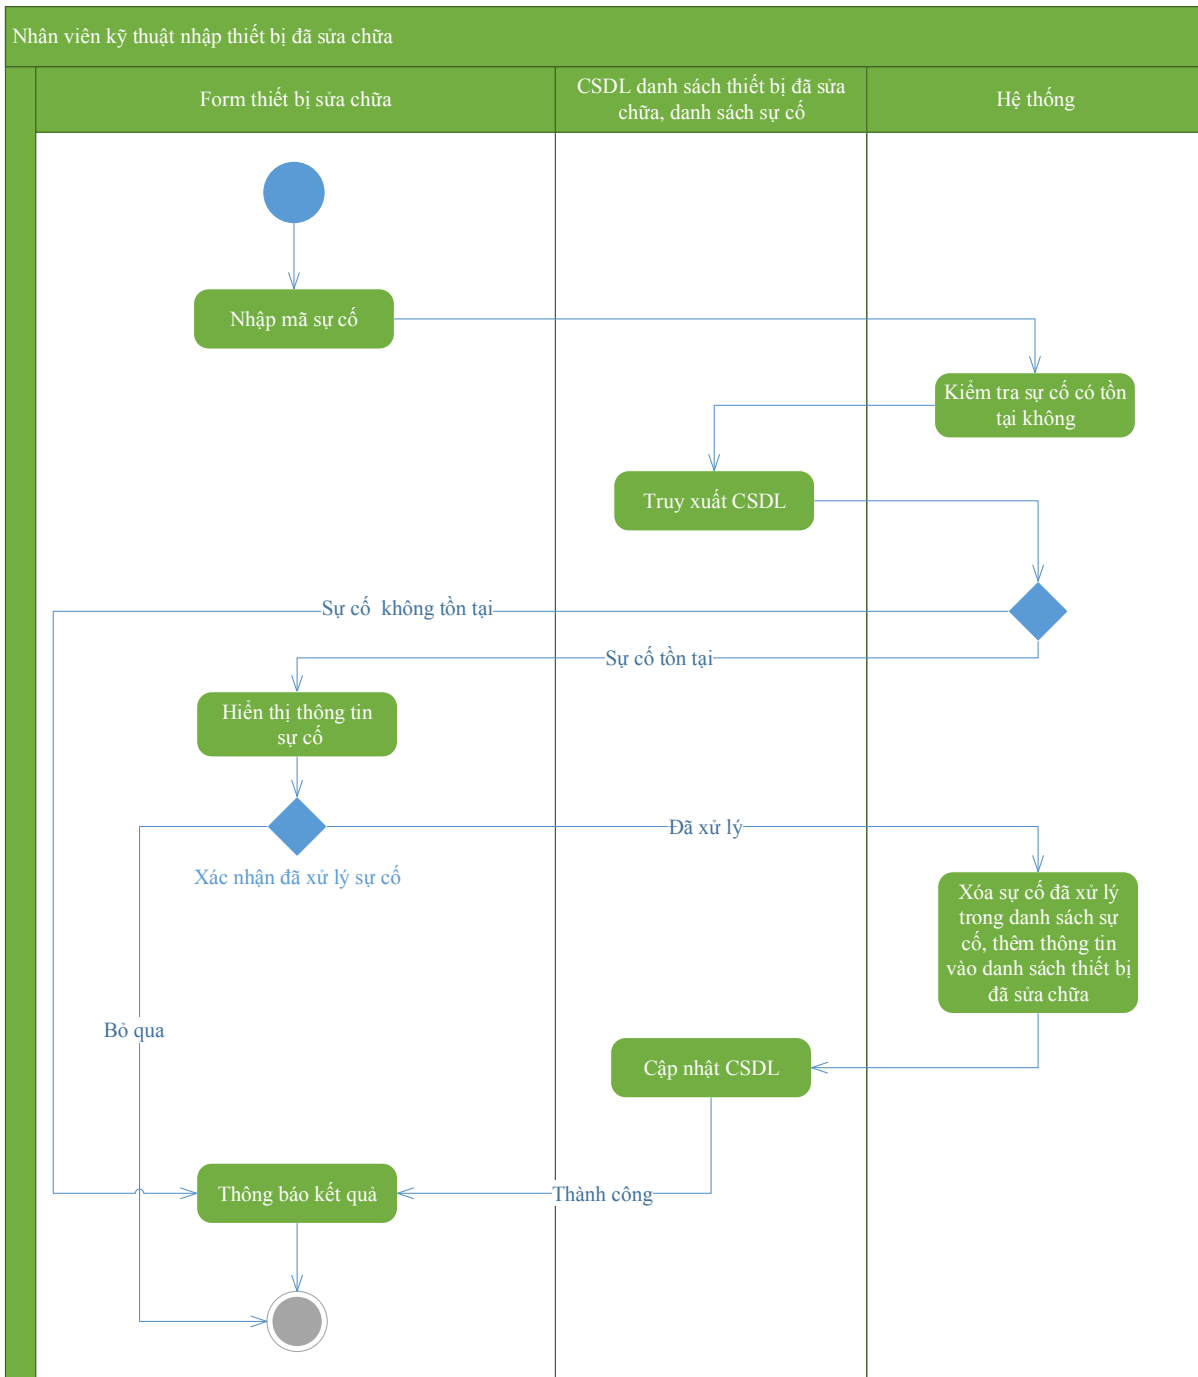 Nhân viên kỹ thuật nhập thiết bị đã sửa chữa
Form thiết bị sửa chữa
CSDL danh sách thiết bị đã sửa
chữa, danh sách sự cố
Hệ thống
Nhập mã sự cố
Kiểm tra sự cố có tồn
tại không
Truy xuất CSDL
Sự cố không tồn tại
Sự cố tồn tại
Hiển thị thông tin
sự cố
Đã xử lý
Xác nhận đã xử lý sự cố
Xóa sự cố đã xử lý
trong danh sách sự
cố, thêm thông tin
vào danh sách thiết bị
đã sửa chữa
Bỏ qua
Cập nhật CSDL
Thông báo kết quả
Thành công